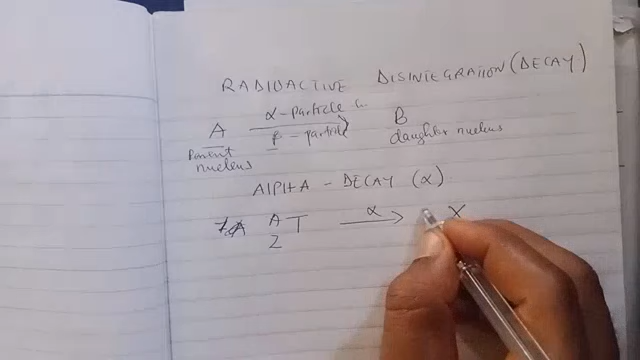 RADIOACTIVE DISINTEGRATION (DECAY)
α-particle
A B
β-particle
Parent nucleus daughter nucleus
ALPHA - DECAY (α)
A T α X
Z